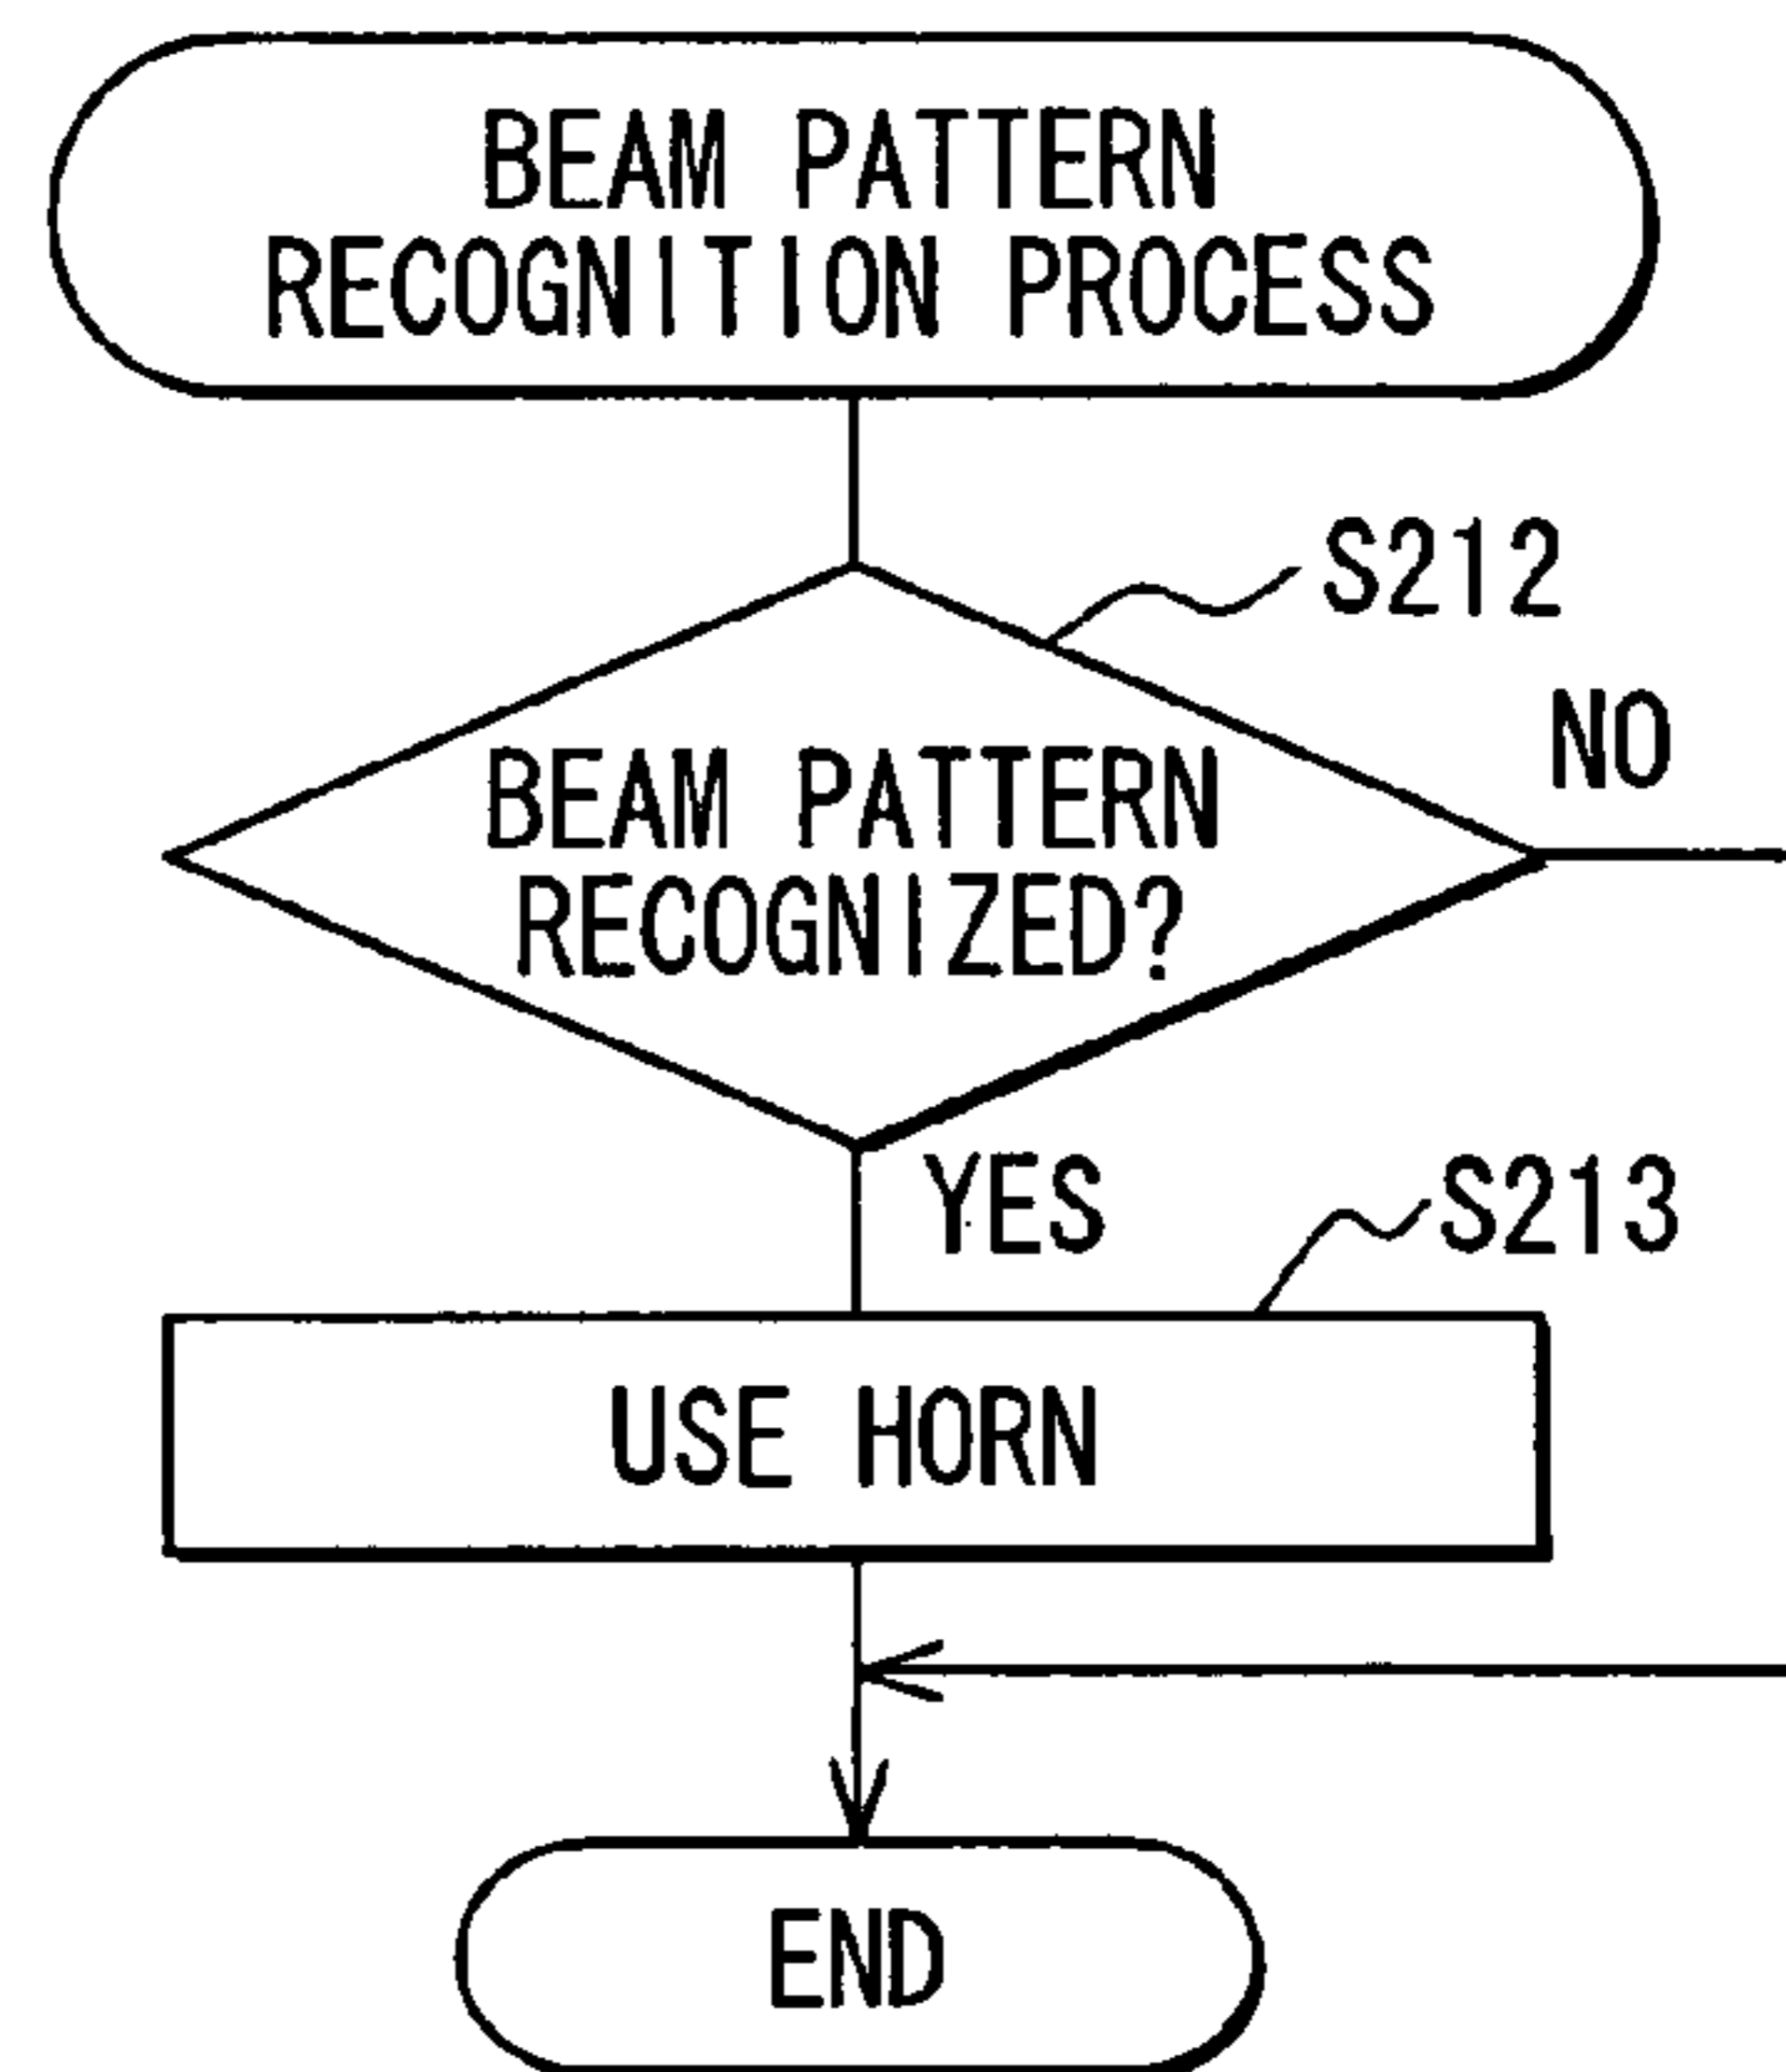 BEAM PATTERN
RECOGNITION PROCESS
S212
NO
BEAM PATTERN
RECOGNIZED?
YES
S213
USE HORN
END